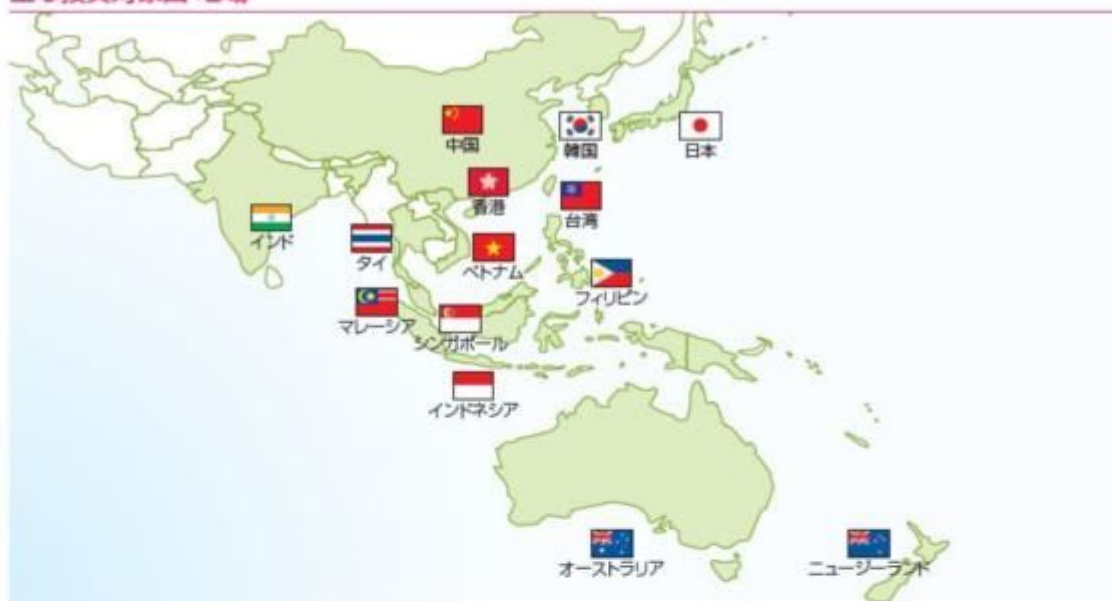 中国
韓国
日本
香港
台湾
インド
タイ
ベトナム
フィリピン
マレーシア
シンガポール
インドネシア
オーストラリア
ニュージーランド